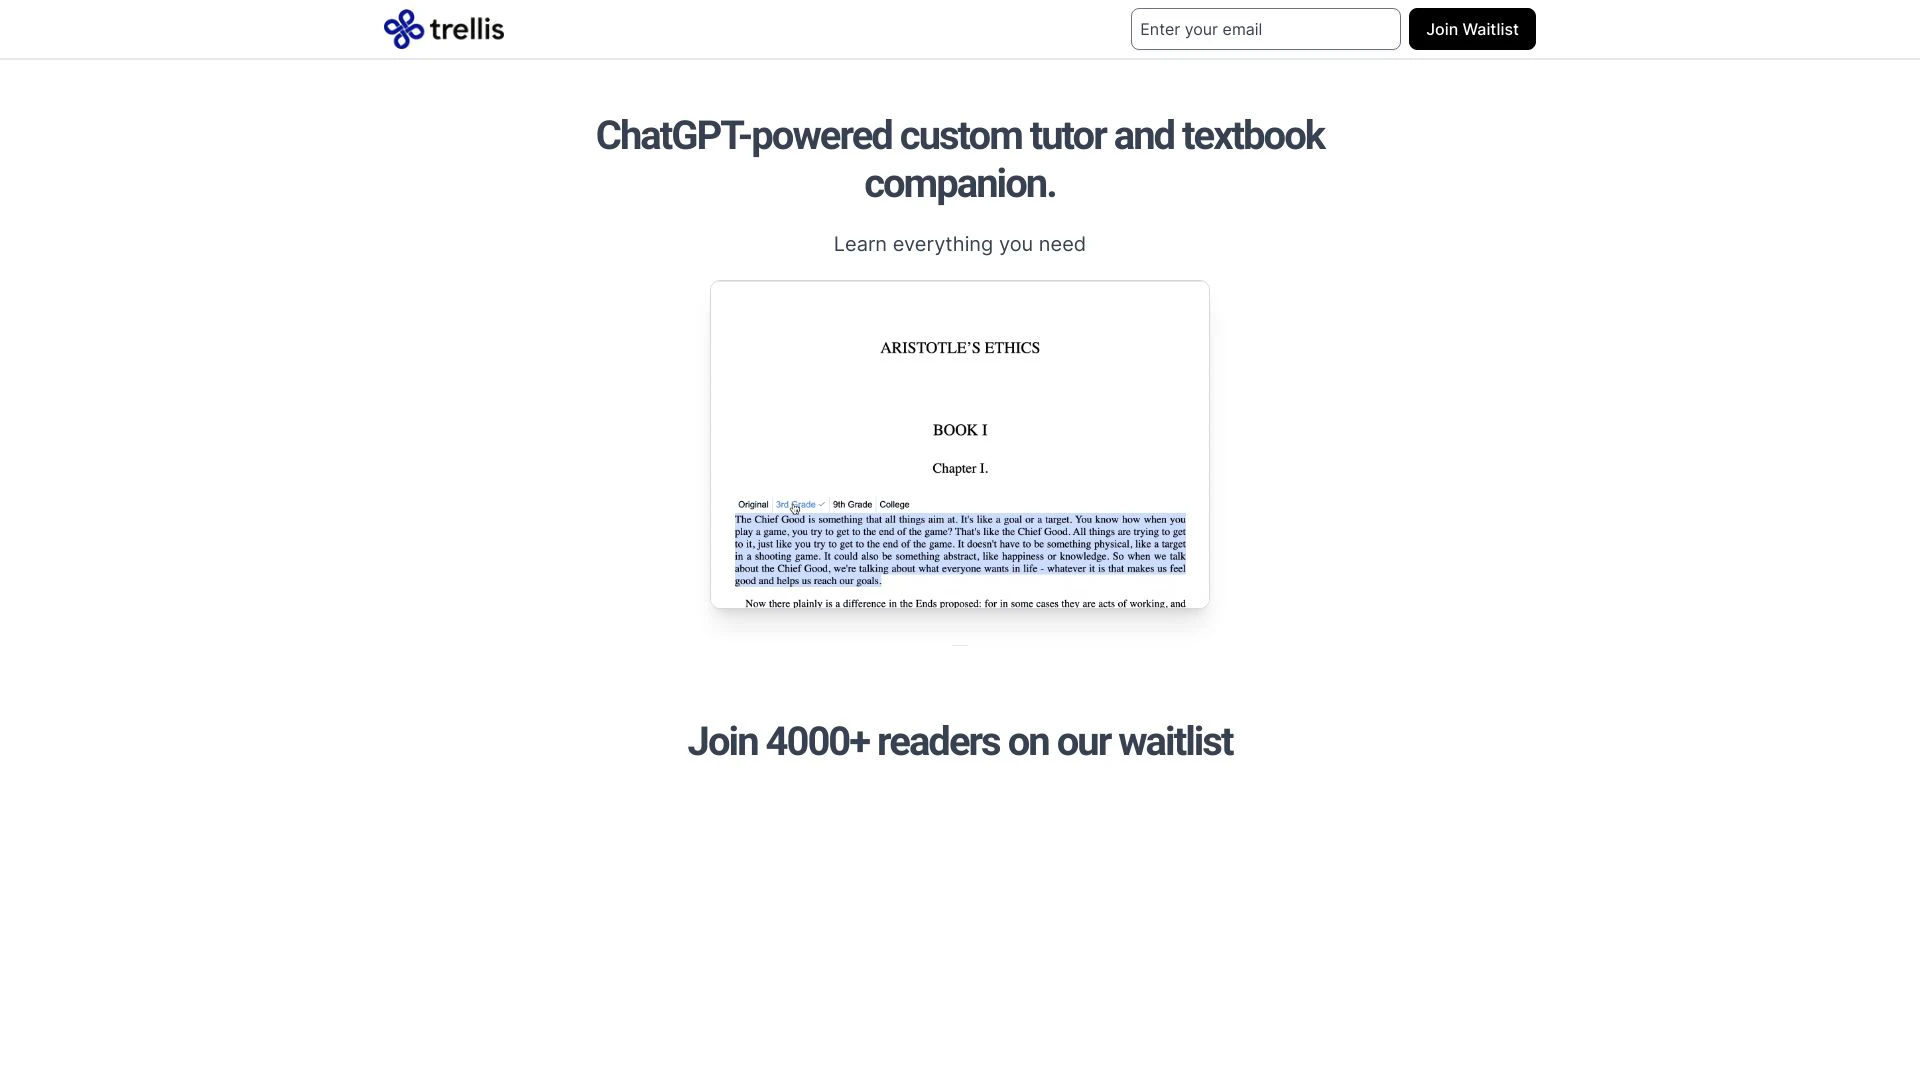 trellis
Enter your email
Join Waitlist
ChatGPT-powered custom tutor and textbook
companion.
Learn everything you need
ARISTOTLE'S ETHICS
BOOK I
Chapter I.
Original 3rd Grade 9th Grade College
The Chief Good is something that all things aim at. It's like a goal or a target. You know how when you
play a game, you try to get to the end of the game? That's like the Chief Good. All things are trying to get
to it, just like you try to get to the end of the game. It doesn't have to be something physical, like a target
in a shooting game. It could also be something abstract, like happiness or knowledge. So when we talk
about the Chief Good, we're talking about what everyone wants in life - whatever it is that makes us feel
good and helps us reach our goals.
Now there plainly is a difference in the Ends proposed: for in some cases they are acts of working, and
Join 4000+ readers on our waitlist